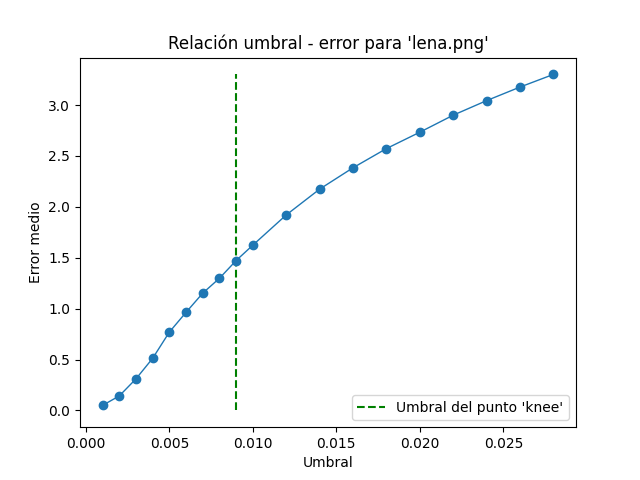 Relación umbral - error para 'lena.png'
Error medio
3.0
2.5
2.0
1.5
1.0
0.5
0.0
Umbral del punto 'knee'
0.000 0.005 0.010 0.015 0.020 0.025
Umbral